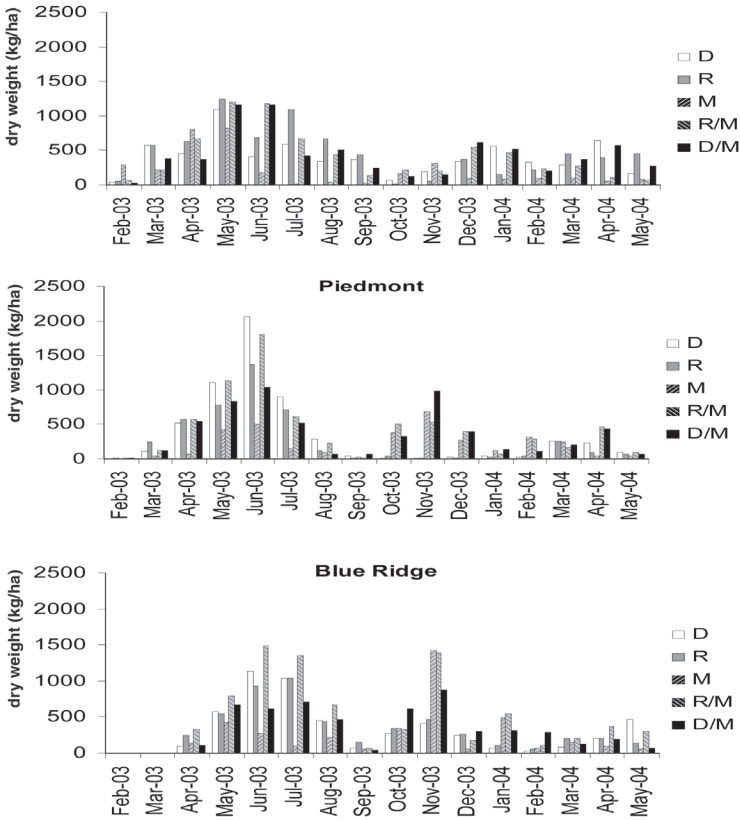 2500
2000
1500
1000
500
0
dry weight (kg/ha)
D
R
M
R/M
D/M
Feb-03
Mar-03
Apr-03
May-03
Jun-03
Jul-03
Aug-03
Sep-03
Oct-03
Nov-03
Dec-03
Jan-04
Feb-04
Mar-04
Apr-04
May-04
Piedmont
2500
2000
1500
1000
500
0
dry weight (kg/ha)
D
R
M
R/M
D/M
Feb-03
Mar-03
Apr-03
May-03
Jun-03
Jul-03
Aug-03
Sep-03
Oct-03
Nov-03
Dec-03
Jan-04
Feb-04
Mar-04
Apr-04
May-04
Blue Ridge
2500
2000
1500
1000
500
0
dry weight (kg/ha)
D
R
M
R/M
D/M
Feb-03
Mar-03
Apr-03
May-03
Jun-03
Jul-03
Aug-03
Sep-03
Oct-03
Nov-03
Dec-03
Jan-04
Feb-04
Mar-04
Apr-04
May-04